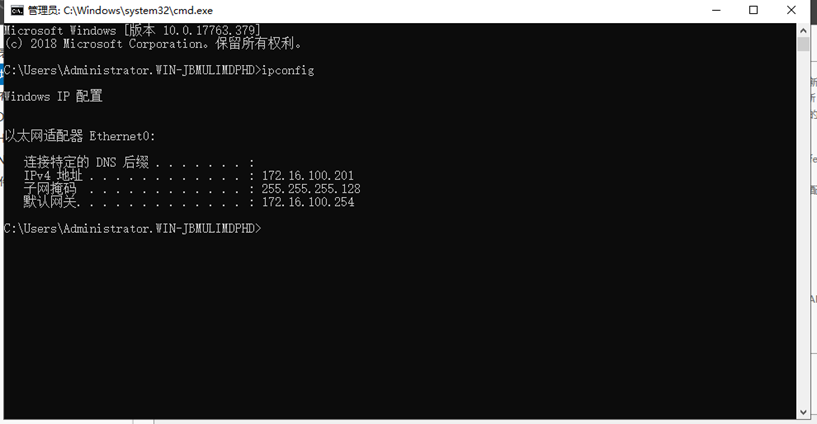 管理员: C:\Windows\system32\cmd.exe
Microsoft Windows [版本 10.0.17763.379]
(c) 2018 Microsoft Corporation。保留所有权利。
C:\Users\Administrator.WIN-JBMULIMDPHD>ipconfig
Windows IP 配置
以太网适配器 Ethernet0:
连接特定的 DNS 后缀 . . . . . . . :
IPv4 地址 . . . . . . . . . . . . : 172.16.100.201
子网掩码 . . . . . . . . . . . . : 255.255.255.128
默认网关. . . . . . . . . . . . . : 172.16.100.254
C:\Users\Administrator.WIN-JBMULIMDPHD>